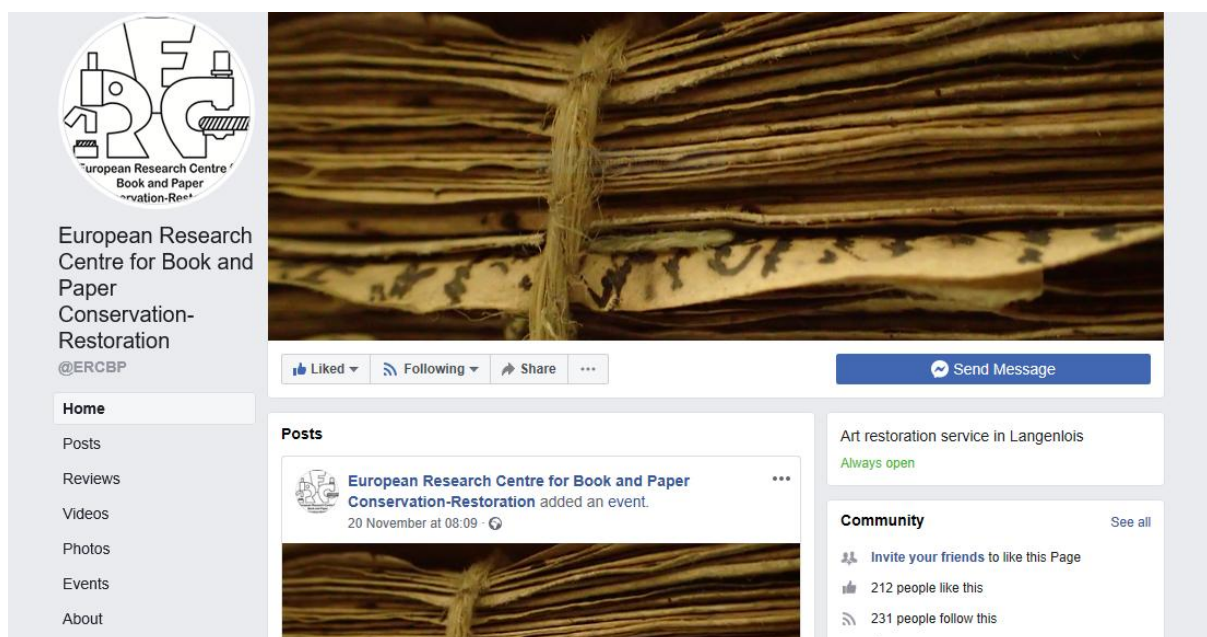 European Research Centre
Book and Paper
European Research
Centre for Book and
Paper
Conservation-
Restoration
@ERCBP
Home
Posts
Reviews
Videos
Photos
Events
About
Liked
Following
Share
Send Message
Posts
European Research Centre for Book and Paper
Conservation-Restoration added an event.
20 November at 08:09
Art restoration service in Langenlois
Always open
Community See all
Invite your friends to like this Page
212 people like this
231 people follow this